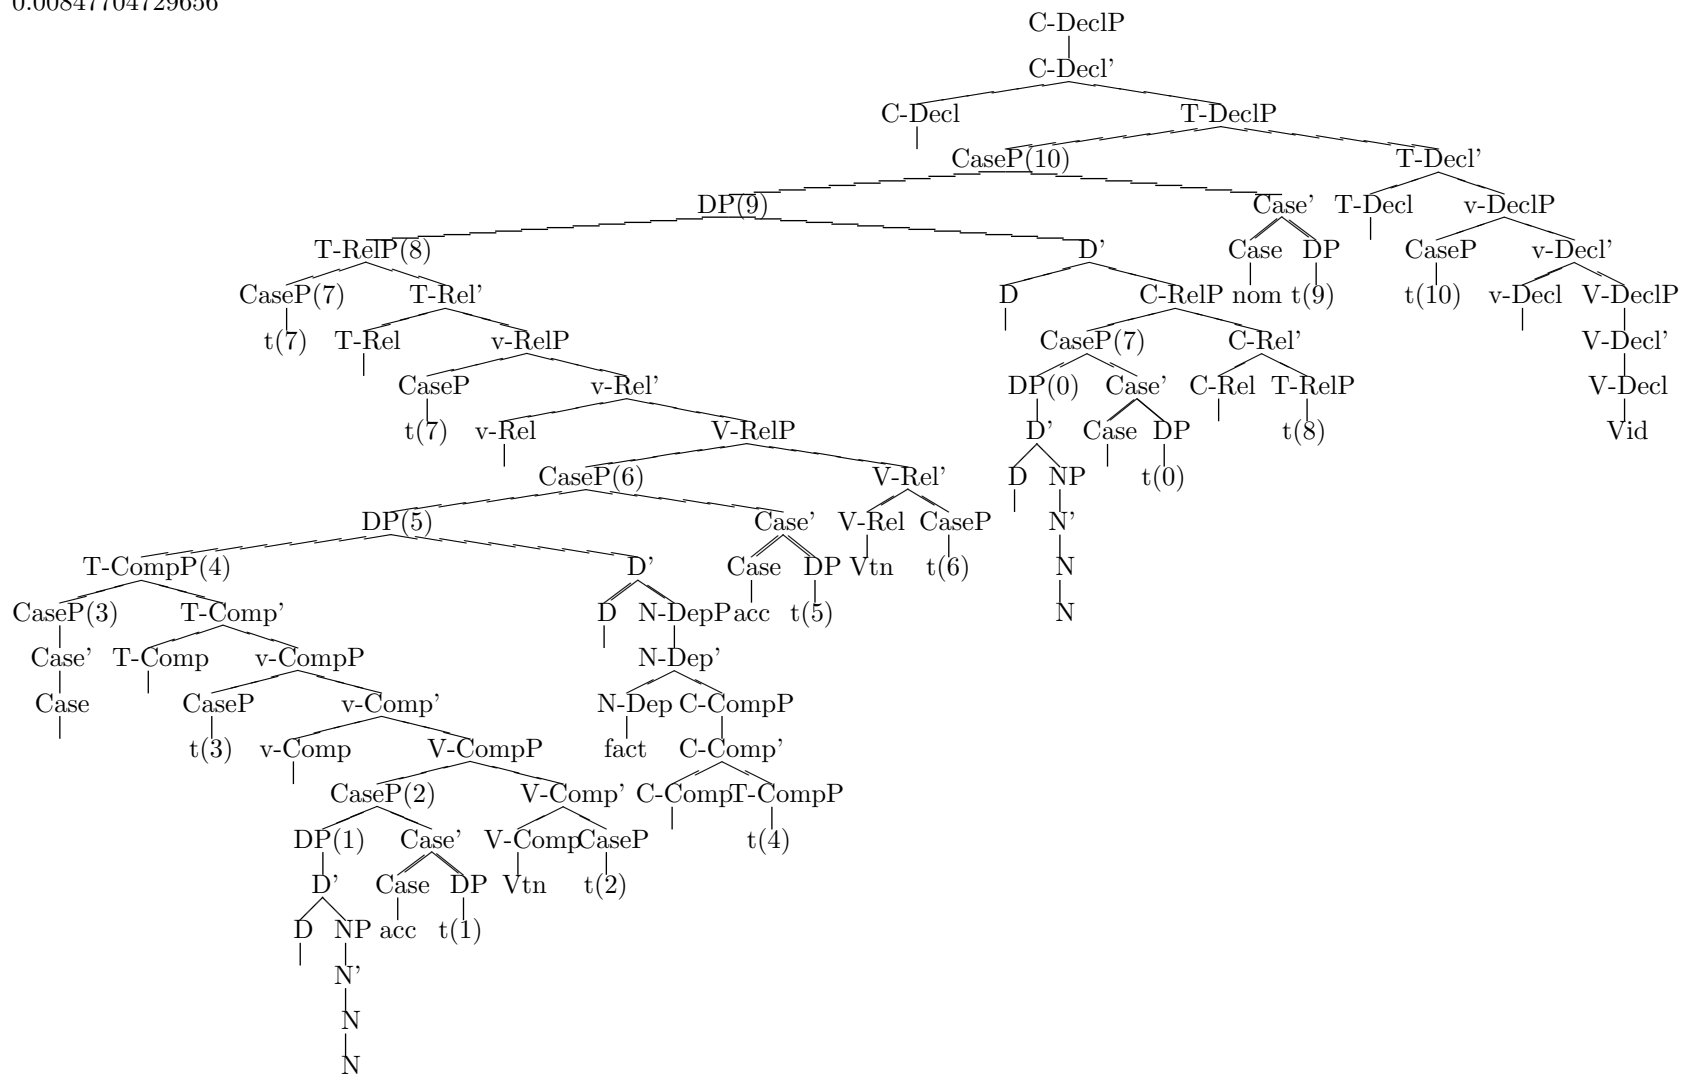 0.00847704729656
C-DeclP
C-Decl'
C-Decl T-DeclP
CaseP(10) T-Decl'
DP(9) Case' T-Decl v-DeclP
T-RelP(8) D' Case DP CaseP v-Decl'
CaseP(7) T-Rel' D C-RelP nom t(9) t(10) v-Decl V-DeclP
t(7) T-Rel v-RelP CaseP(7) C-Rel' V-Decl'
CaseP v-Rel' DP(0) Case' C-Rel T-RelP V-Decl
t(7) v-Rel V-RelP D' Case DP t(8) Vid
CaseP(6) V-Rel' D NP t(0)
DP(5) Case' V-Rel CaseP N'
T-CompP(4) D' Case DP Vtn t(6) N
CaseP(3) T-Comp' D N-DepP acc t(5) N
Case' T-Comp v-CompP N-Dep'
Case CaseP v-Comp' N-Dep C-CompP
t(3) v-Comp V-CompP fact C-Comp'
CaseP(2) V-Comp' C-Comp T-CompP
DP(1) Case' V-Comp CaseP t(4)
D' Case DP Vtn t(2)
D NP acc t(1)
N'
N
N